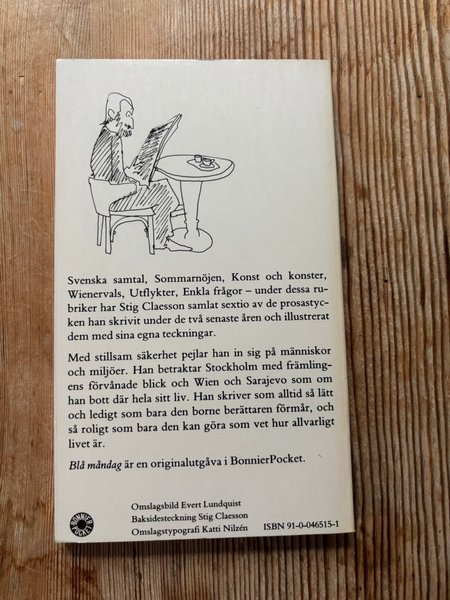 Svenska samtal, Sommarnöjen, Konst och konster,
Wienervals, Utflykter, Enkla frågor – under dessa ru-
briker har Stig Claesson samlat sextio av de prosastyc-
ken han skrivit under de två senaste åren och illustrerat
dem med sina egna teckningar.
Med stillsam säkerhet pejlar han in sig på människor
och miljöer. Han betraktar Stockholm med främling-
ens förvånade blick och Wien och Sarajevo som om
han bott där hela sitt liv. Han skriver som alltid så lätt
och ledigt som bara den borne berättaren förmår, och
så roligt som bara den kan göra som vet hur allvarligt
livet är.
Blå måndag är en originalutgåva i BonnierPocket.
BONNIER POCKET
Omslagsbild Evert Lundquist
Baksidesteckning Stig Claesson
Omslagstypografi Katti Nilzén
ISBN 91-0-046515-1